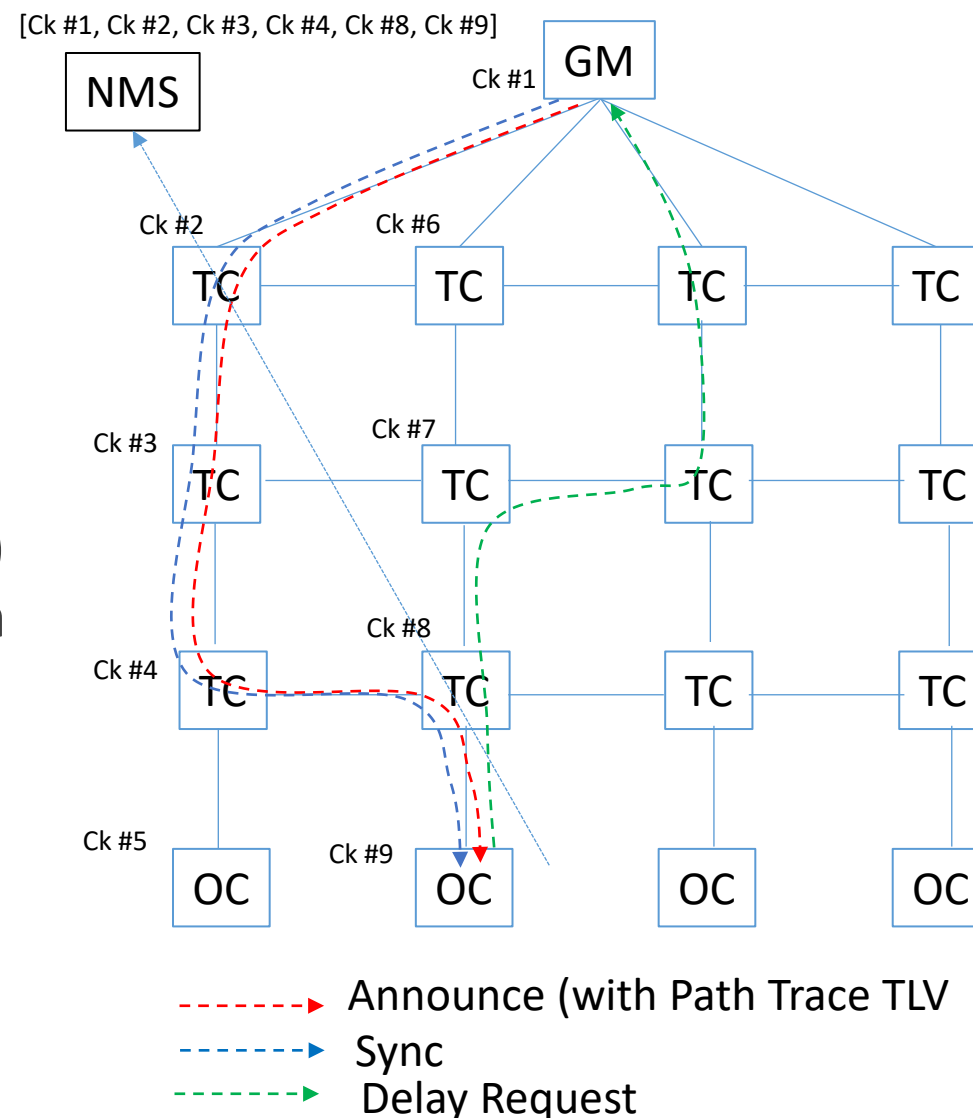 [Ck #1, Ck #2, Ck #3, Ck #4, Ck #8, Ck #9]
NMS
Ck #1
GM
Ck #2
Ck #6
TC
TC
TC
TC
Ck #3
Ck #7
TC
TC
TC
TC
Ck #8
Ck #4
TC
TC
TC
TC
Ck #5
Ck #9
OC
OC
OC
OC
Announce (with Path Trace TLV
Sync
Delay Request